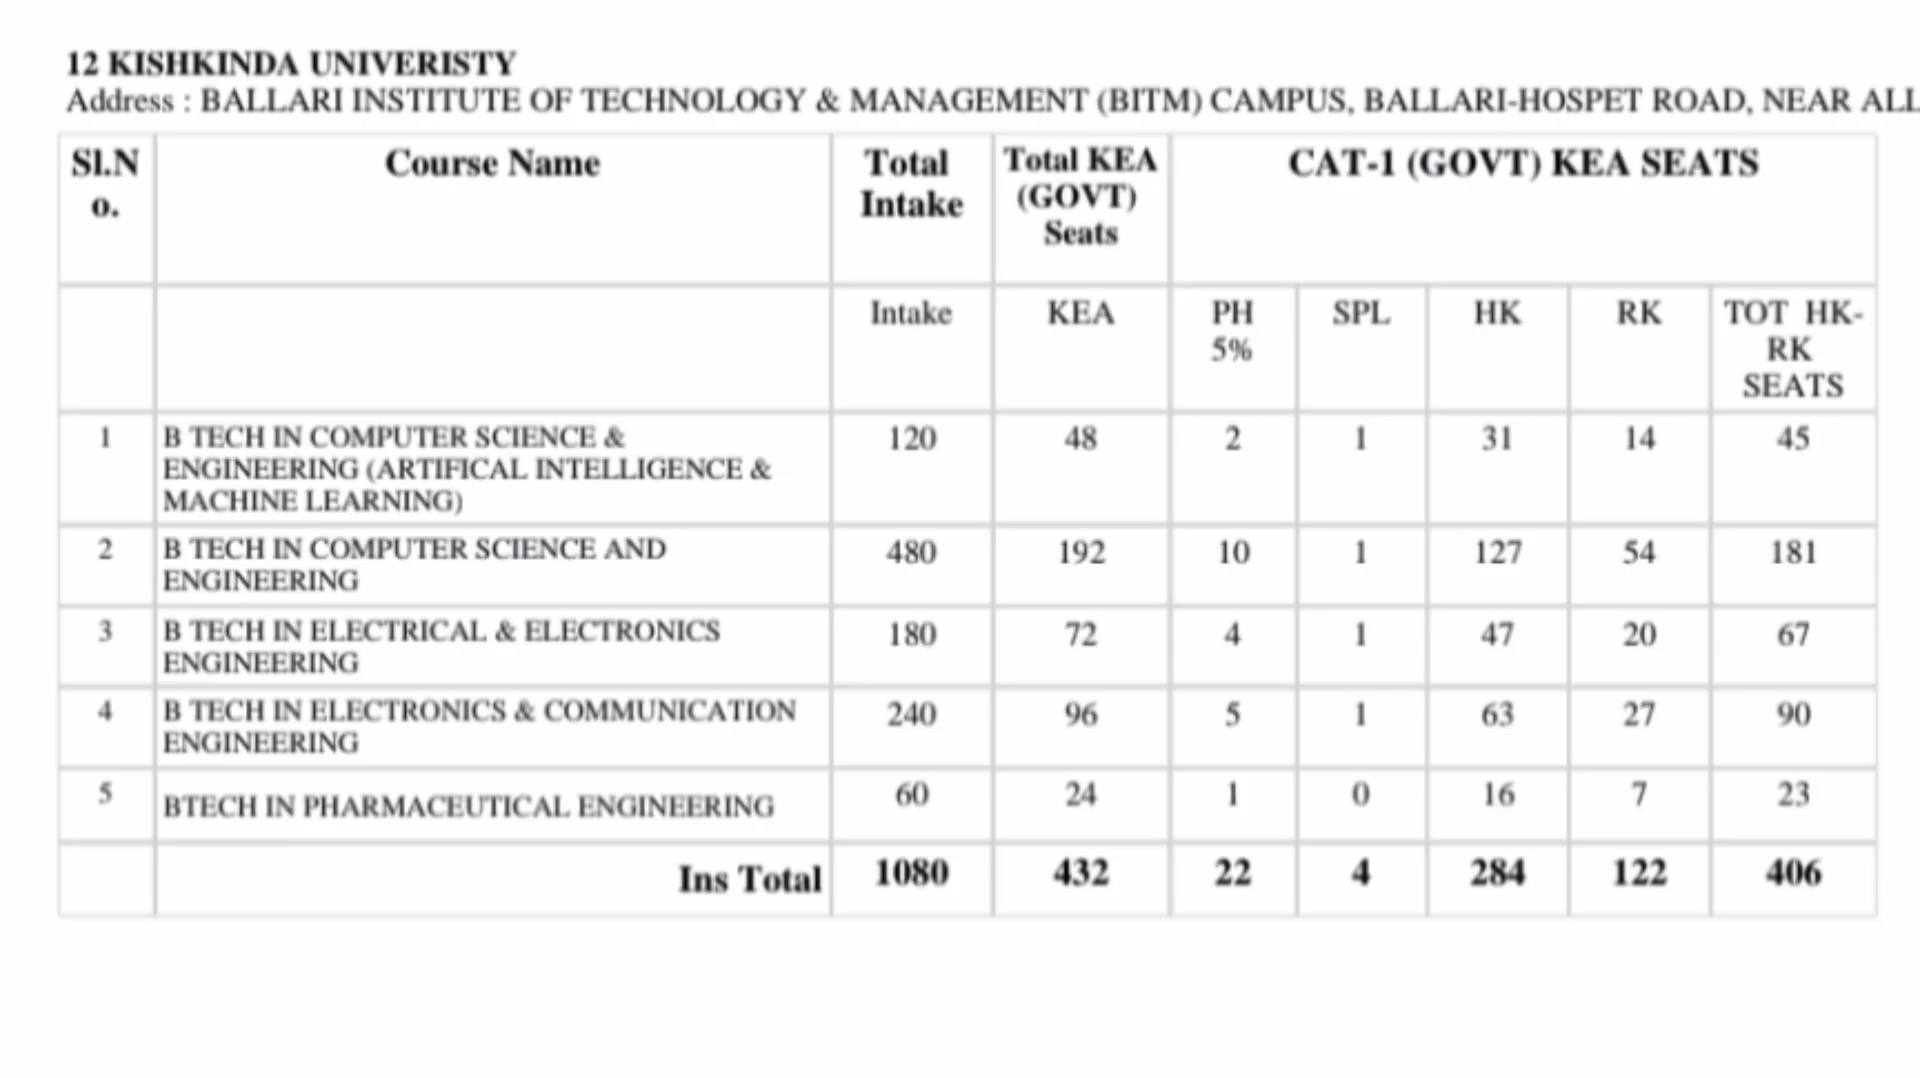 12 KISHKINDA UNIVERISTY
Address : BALLARI INSTITUTE OF TECHNOLOGY & MANAGEMENT (BITM) CAMPUS, BALLARI-HOSPET ROAD, NEAR ALL
Sl.N o. Course Name Total Intake Total KEA (GOVT) Seats CAT-1 (GOVT) KEA SEATS
Intake KEA PH 5% SPL HK RK TOT HK-RK SEATS
1 B TECH IN COMPUTER SCIENCE & 120 48 2 1 31 14 45
ENGINEERING (ARTIFICAL INTELLIGENCE &
MACHINE LEARNING)
2 B TECH IN COMPUTER SCIENCE AND 480 192 10 1 127 54 181
ENGINEERING
3 B TECH IN ELECTRICAL & ELECTRONICS 180 72 4 1 47 20 67
ENGINEERING
4 B TECH IN ELECTRONICS & COMMUNICATION 240 96 5 1 63 27 90
ENGINEERING
5 BTECH IN PHARMACEUTICAL ENGINEERING 60 24 1 0 16 7 23
Ins Total 1080 432 22 4 284 122 406